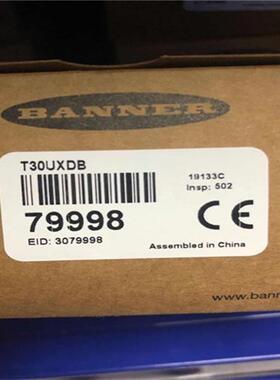 BANNER
T30UXDB
19133C
Insp: 502
79998
EID: 3079998
Assembled in China
CE
www.bann